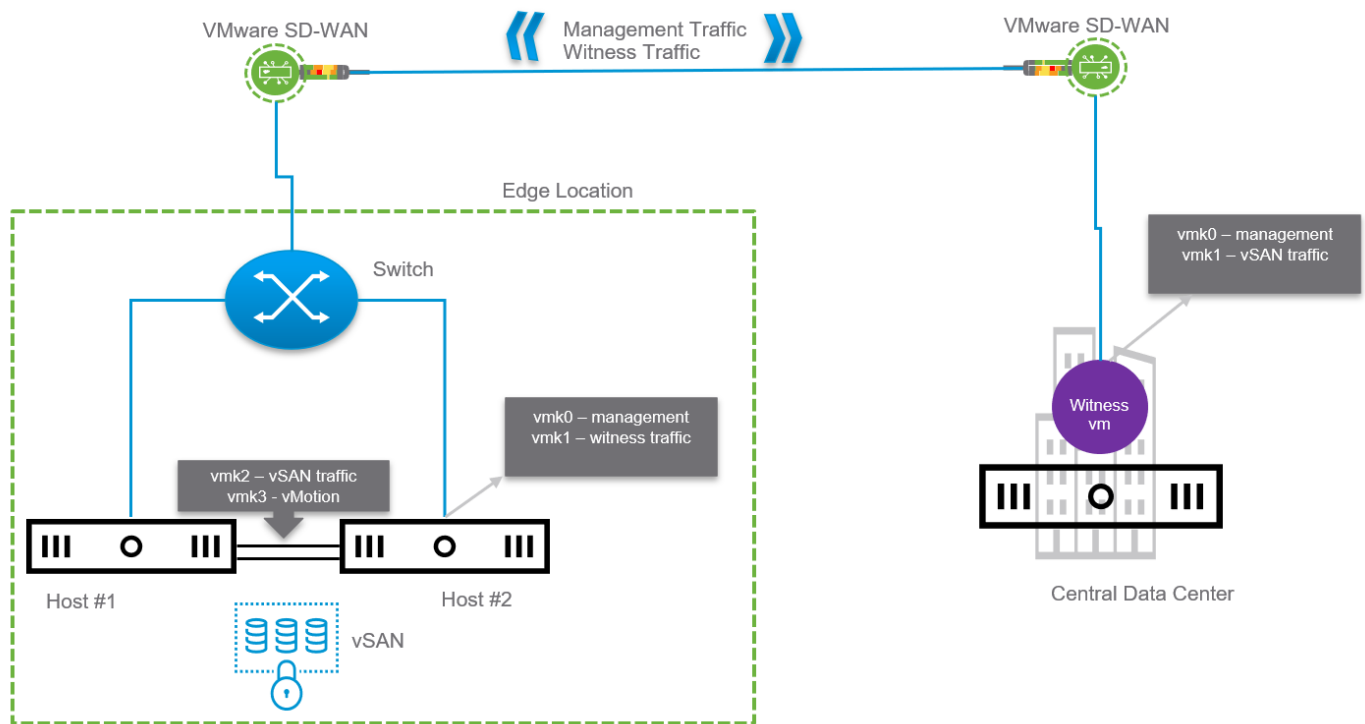 VMware SD-WAN
Management Traffic
Witness Traffic
VMware SD-WAN
Edge Location
Switch
vmk0 – management
vmk1 – vSAN traffic
vmk0 – management
vmk1 – witness traffic
Witness
vm
vmk2 – vSAN traffic
vmk3 - vMotion
Host #1
Host #2
Central Data Center
vSAN